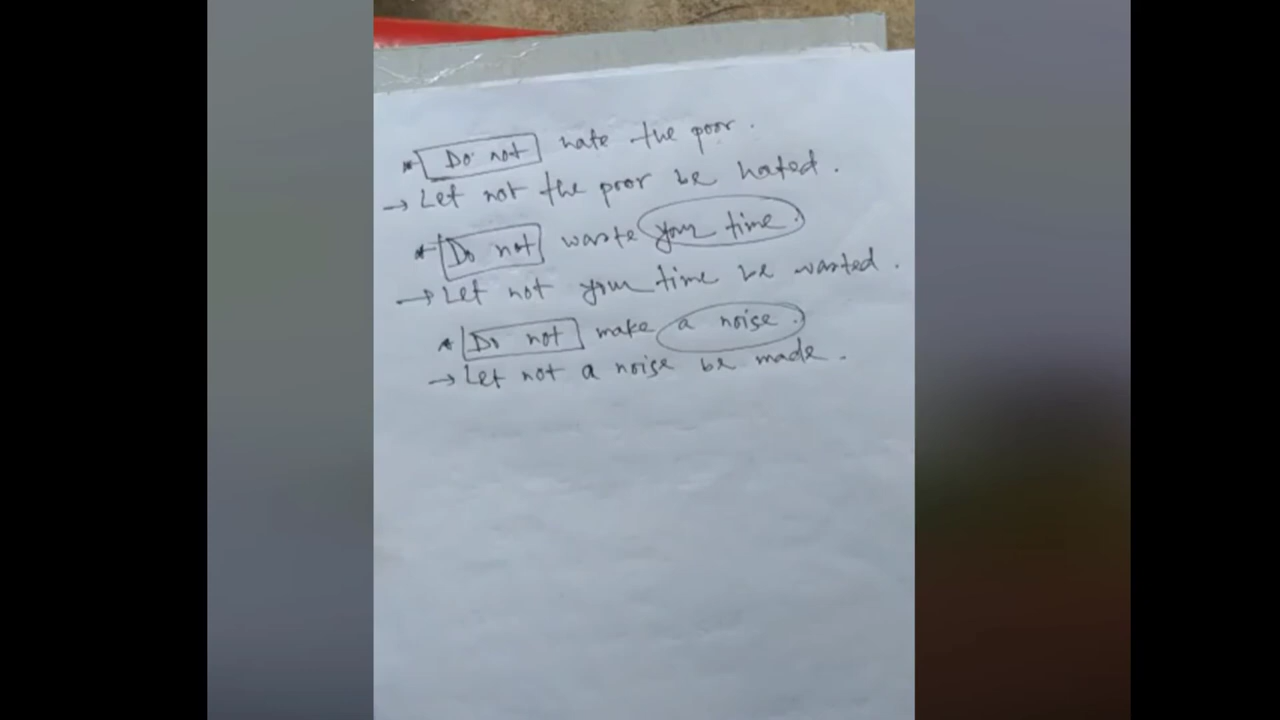 * Do not hate the poor.
→ Let not the poor be hated.
* Do not waste your time.
→ Let not your time be wasted.
* Do not make a noise.
→ Let not a noise be made.